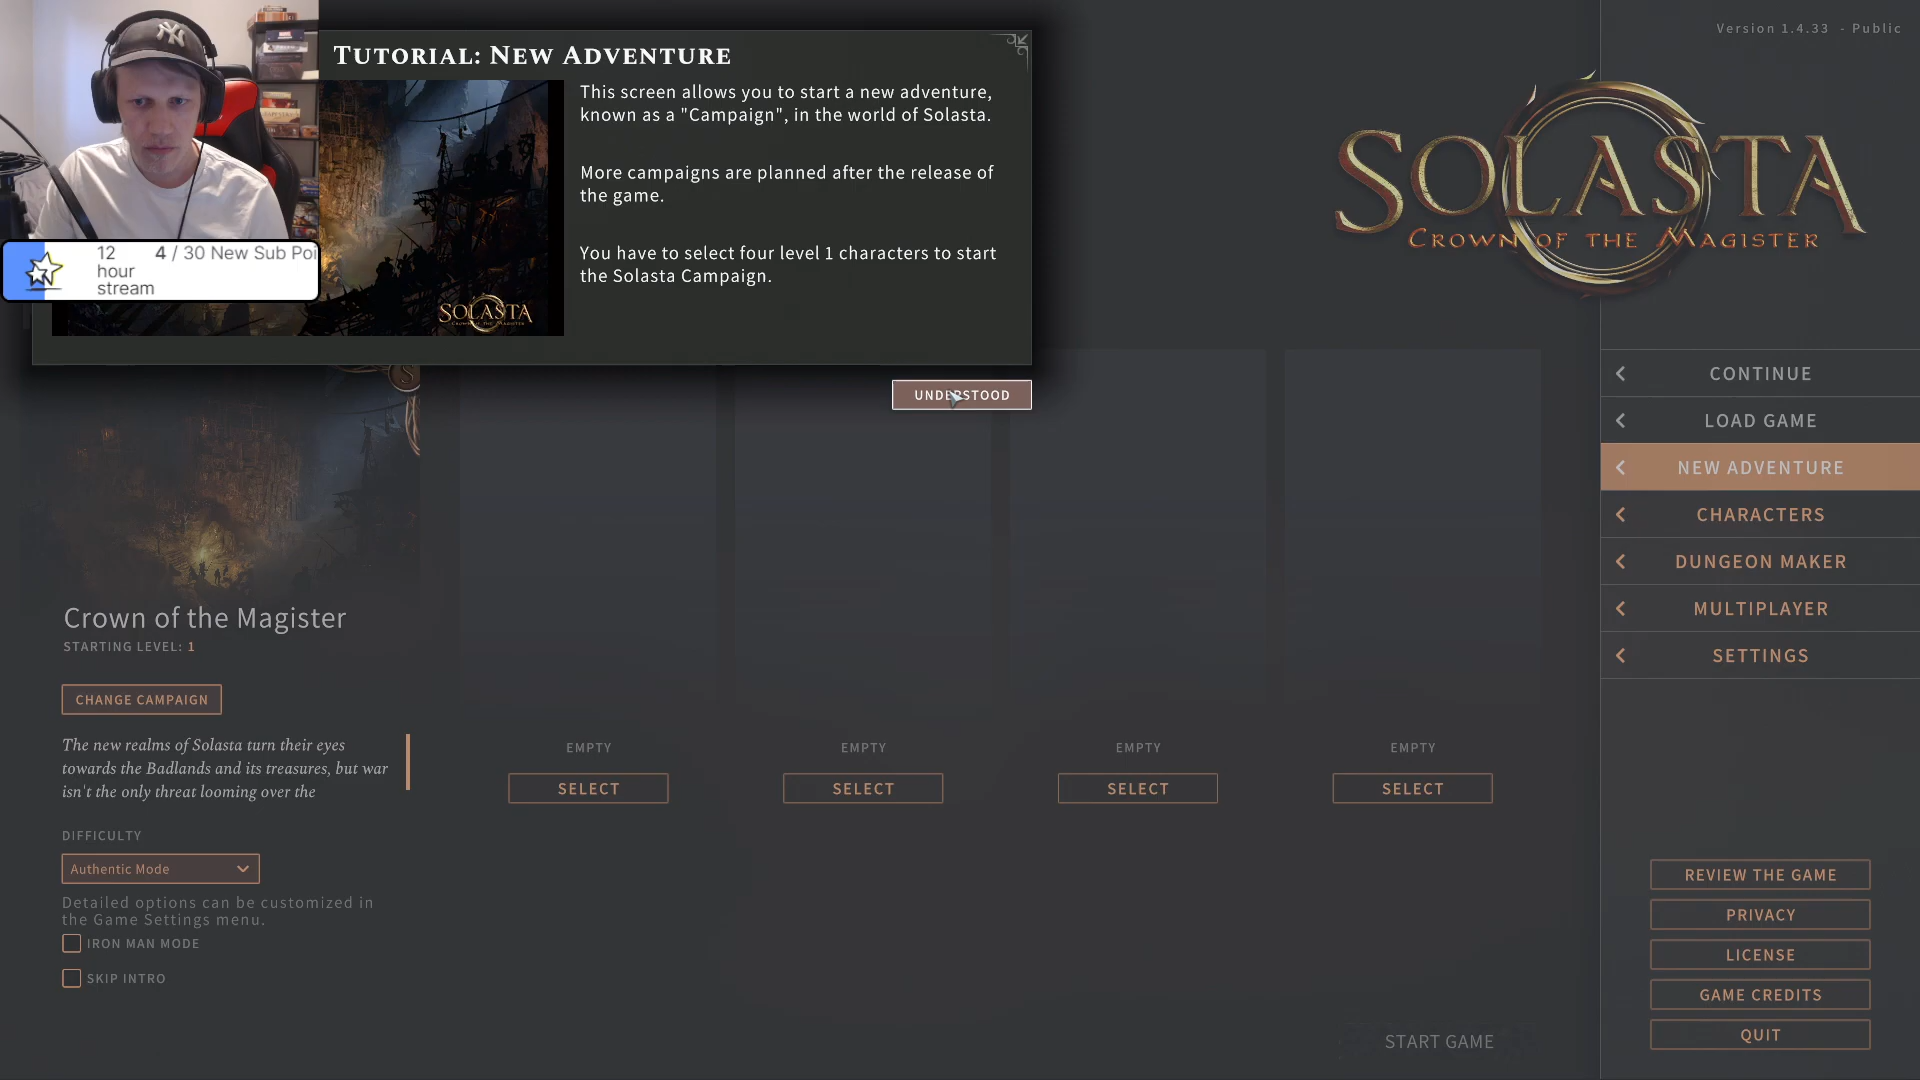 Version 1.4.33 - Public
TUTORIAL: NEW ADVENTURE
This screen allows you to start a new adventure,
known as a "Campaign", in the world of Solasta.
More campaigns are planned after the release of
the game.
You have to select four level 1 characters to start
the Solasta Campaign.
UNDERSTOOD
12
hour
stream
4 / 30 New Sub Poi
SOLASTA
CROWN OF THE MAGISTER
SOLASTA
CROWN OF THE MAGISTER
CONTINUE
LOAD GAME
NEW ADVENTURE
CHARACTERS
DUNGEON MAKER
MULTIPLAYER
SETTINGS
Crown of the Magister
STARTING LEVEL: 1
CHANGE CAMPAIGN
The new realms of Solasta turn their eyes
towards the Badlands and its treasures, but war
isn't the only threat looming over the
DIFFICULTY
Authentic Mode
Detailed options can be customized in
the Game Settings menu.
IRON MAN MODE
SKIP INTRO
EMPTY
EMPTY
EMPTY
EMPTY
SELECT
SELECT
SELECT
SELECT
START GAME
REVIEW THE GAME
PRIVACY
LICENSE
GAME CREDITS
QUIT